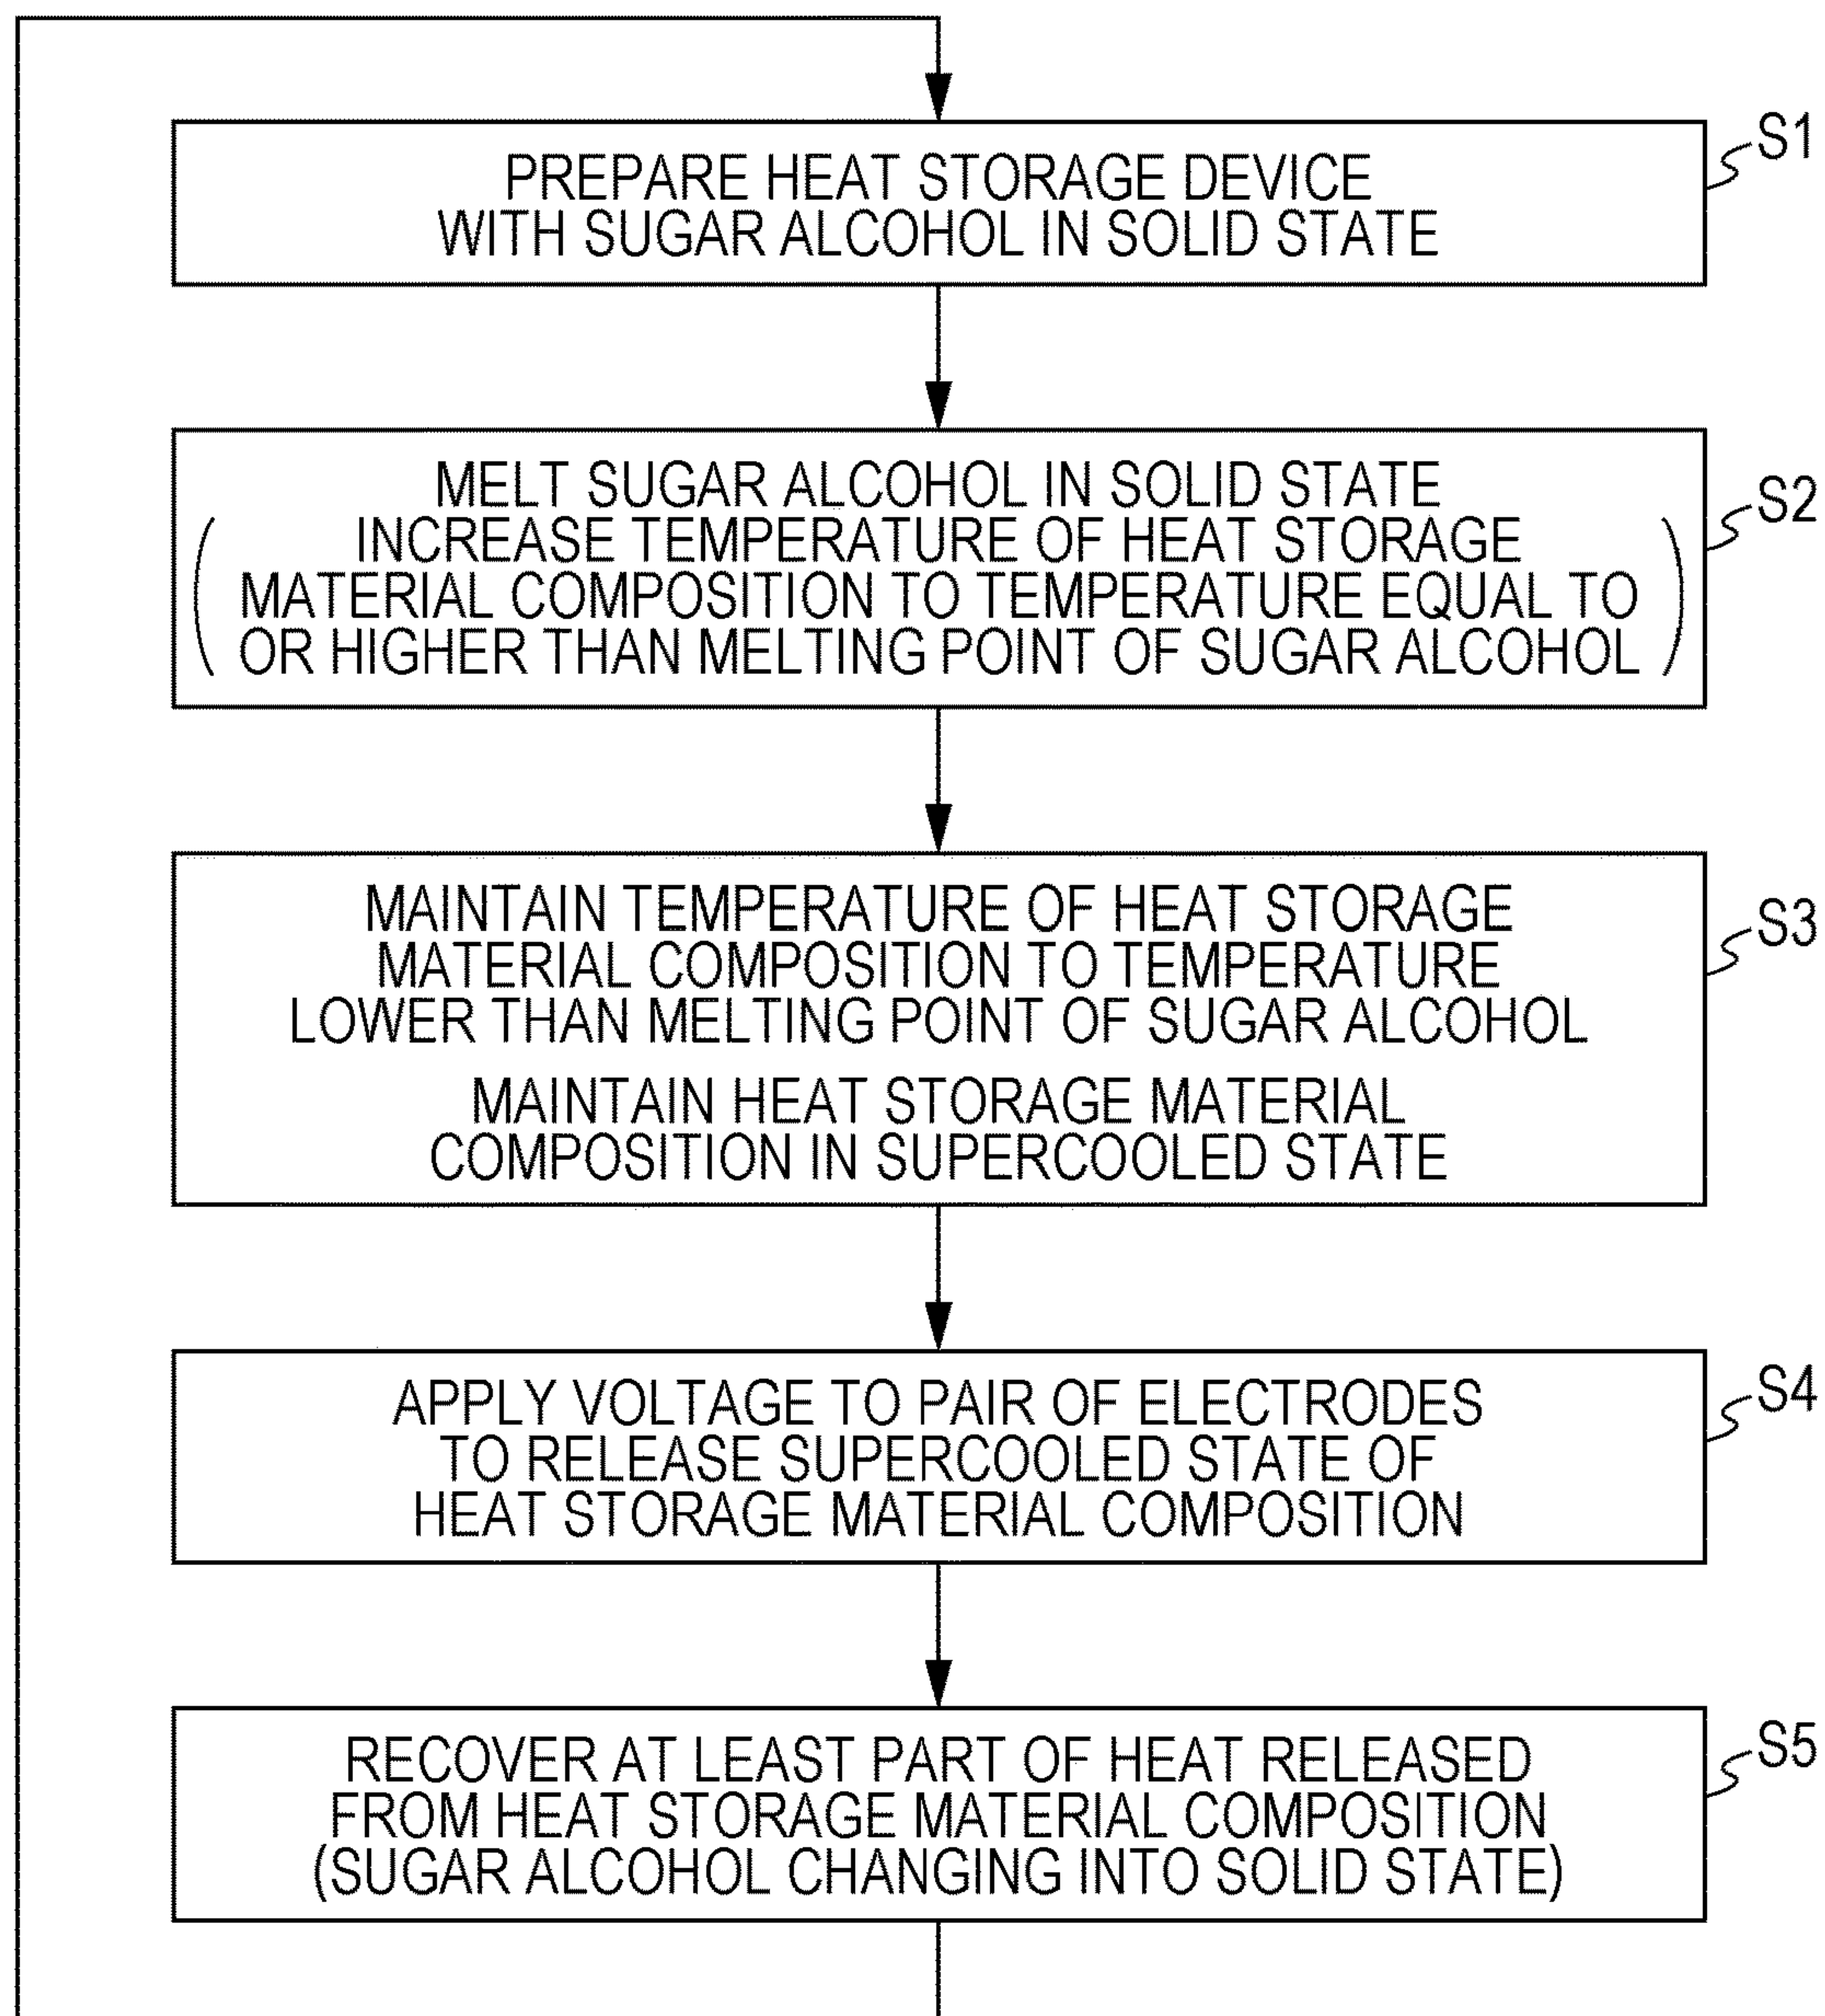 S1
PREPARE HEAT STORAGE DEVICE
WITH SUGAR ALCOHOL IN SOLID STATE
S2
MELT SUGAR ALCOHOL IN SOLID STATE
(INCREASE TEMPERATURE OF HEAT STORAGE
MATERIAL COMPOSITION TO TEMPERATURE EQUAL TO
OR HIGHER THAN MELTING POINT OF SUGAR ALCOHOL)
S3
MAINTAIN TEMPERATURE OF HEAT STORAGE
MATERIAL COMPOSITION TO TEMPERATURE
LOWER THAN MELTING POINT OF SUGAR ALCOHOL
MAINTAIN HEAT STORAGE MATERIAL
COMPOSITION IN SUPERCOOLED STATE
S4
APPLY VOLTAGE TO PAIR OF ELECTRODES
TO RELEASE SUPERCOOLED STATE OF
HEAT STORAGE MATERIAL COMPOSITION
S5
RECOVER AT LEAST PART OF HEAT RELEASED
FROM HEAT STORAGE MATERIAL COMPOSITION
(SUGAR ALCOHOL CHANGING INTO SOLID STATE)